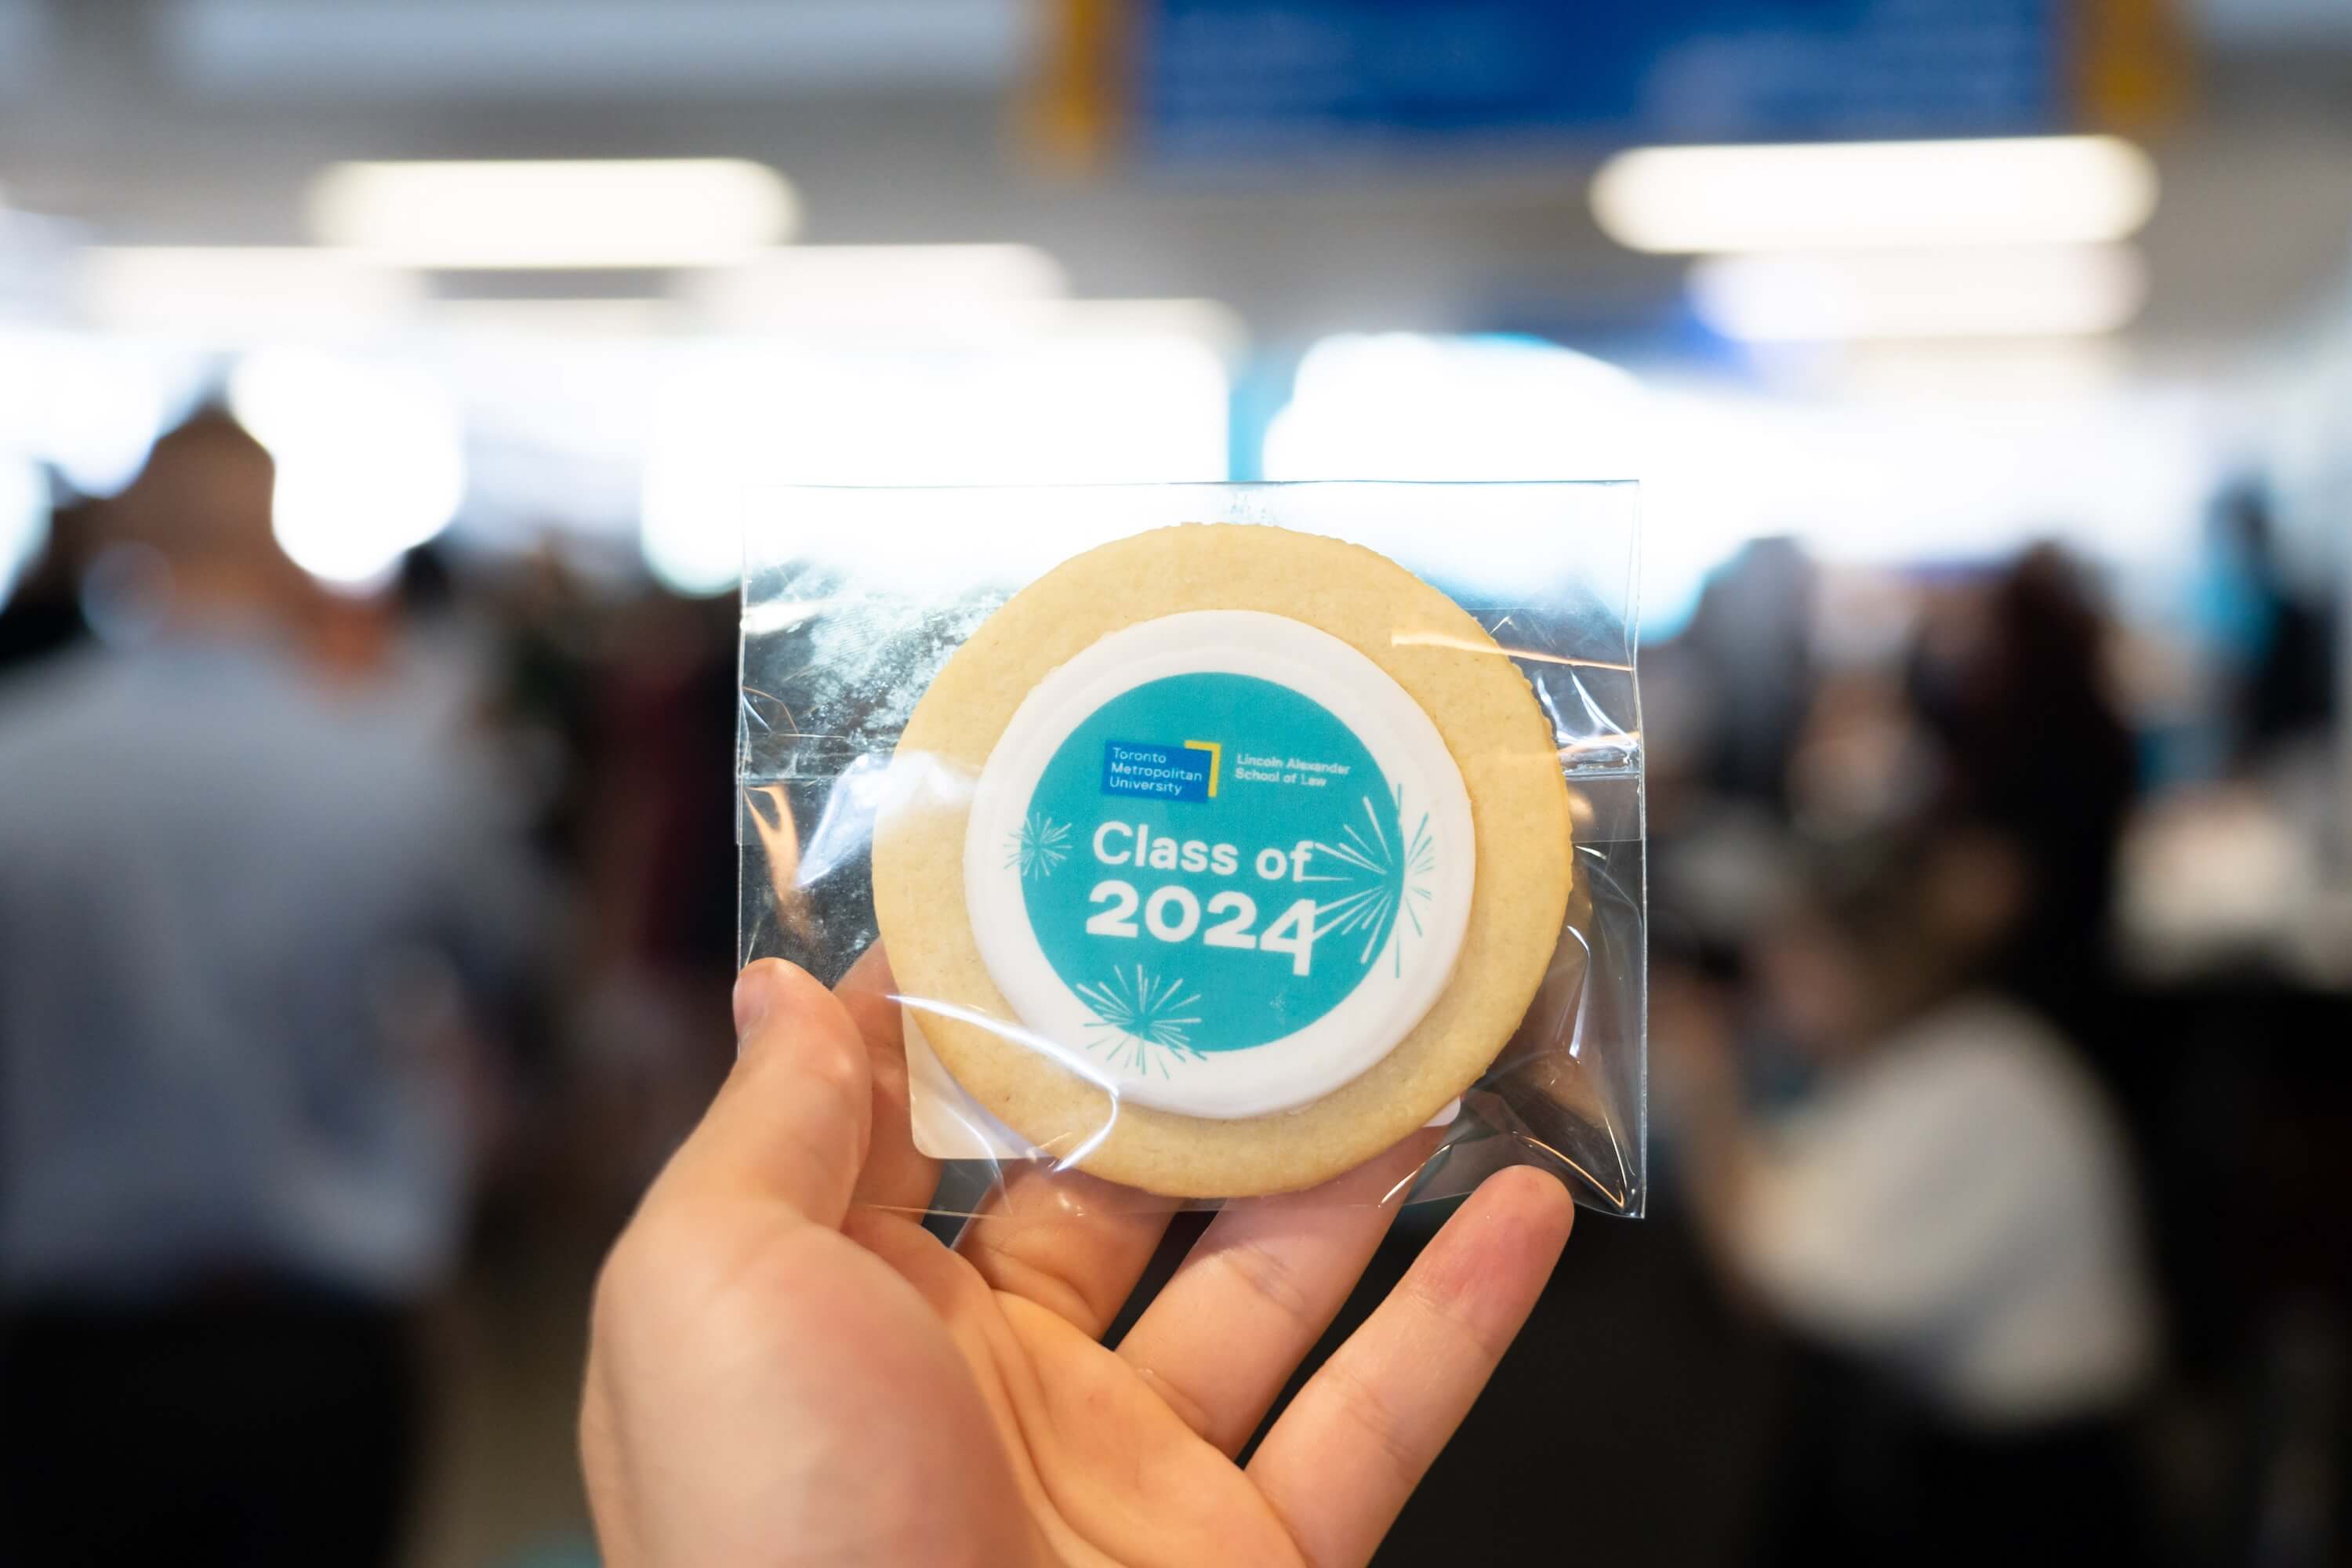 Toronto
Metropolitan
University
Lincoln Alexander
School of Law
Class of
2024